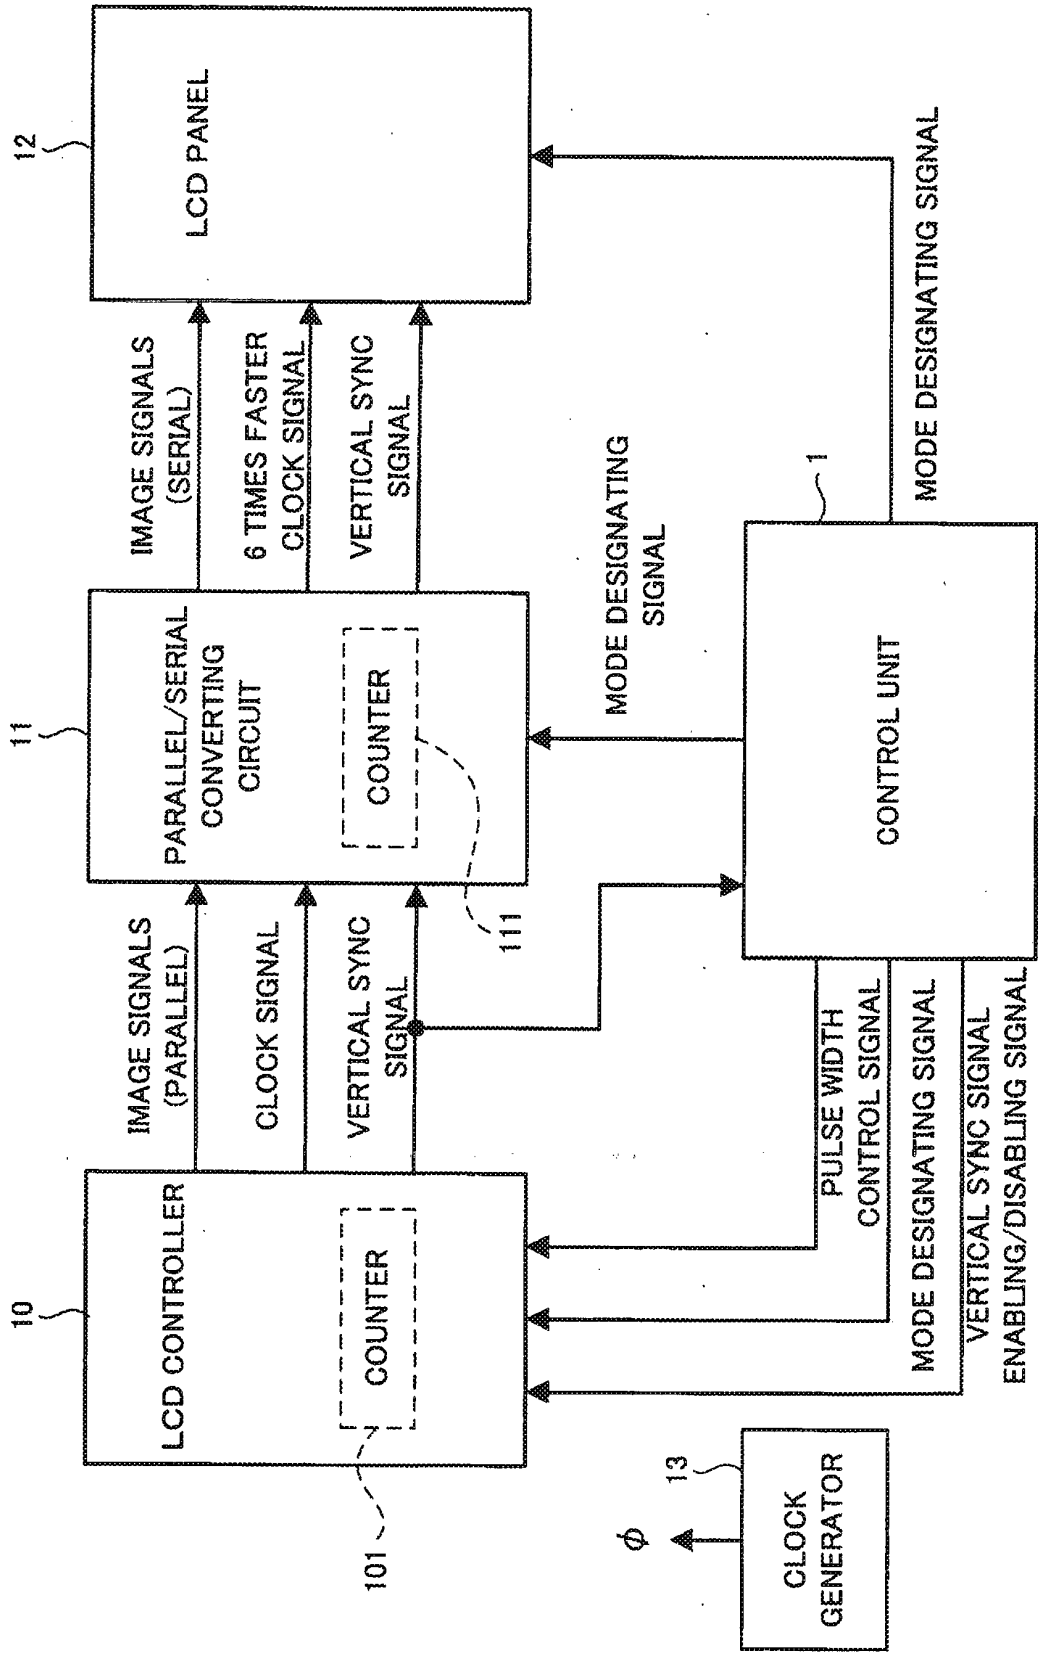 10
LCD CONTROLLER
COUNTER
101
IMAGE SIGNALS
(PARALLEL)
CLOCK SIGNAL
VERTICAL SYNC
SIGNAL
11
PARALLEL/SERIAL
CONVERTING
CIRCUIT
COUNTER
111
IMAGE SIGNALS
(SERIAL)
6 TIMES FASTER
CLOCK SIGNAL
VERTICAL SYNC
SIGNAL
12
LCD PANEL
MODE DESIGNATING
SIGNAL
MODE DESIGNATING SIGNAL
1
CONTROL UNIT
PULSE WIDTH
CONTROL SIGNAL
MODE DESIGNATING SIGNAL
VERTICAL SYNC SIGNAL
ENABLING/DISABLING SIGNAL
ϕ
13
CLOCK
GENERATOR